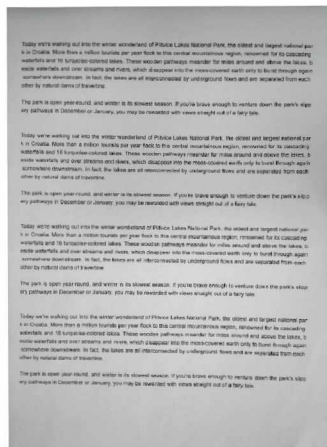 Today we're walking out into the winter wonderland of Plitvice Lakes National Park, the oldest and largest national par
k in Croatia. More than a million tourists per year flock to this central mountainous region, renowned for its cascading
waterfalls and 16 turquoise-colored lakes. These wooden pathways meander for miles around and above the lakes, b
eside waterfalls and over streams and rivers, which disappear into the moss-covered earth only to burst through again
somewhere downstream. In fact, the lakes are all interconnected by underground flows and are separated from each
other by natural dams of travertine.
The park is open year-round, and winter is its slowest season. If you're brave enough to venture down the park's slipp
ery pathways in December or January, you may be rewarded with views straight out of a fairy tale.
Today we're walking out into the winter wonderland of Plitvice Lakes National Park, the oldest and largest national par
k in Croatia. More than a million tourists per year flock to this central mountainous region, renowned for its cascading
waterfalls and 16 turquoise-colored lakes. These wooden pathways meander for miles around and above the lakes, b
eside waterfalls and over streams and rivers, which disappear into the moss-covered earth only to burst through again
somewhere downstream. In fact, the lakes are all interconnected by underground flows and are separated from each
other by natural dams of travertine.
The park is open year-round, and winter is its slowest season. If you're brave enough to venture down the park's slipp
ery pathways in December or January, you may be rewarded with views straight out of a fairy tale.
Today we're walking out into the winter wonderland of Plitvice Lakes National Park, the oldest and largest national par
k in Croatia. More than a million tourists per year flock to this central mountainous region, renowned for its cascading
waterfalls and 16 turquoise-colored lakes. These wooden pathways meander for miles around and above the lakes, b
eside waterfalls and over streams and rivers, which disappear into the moss-covered earth only to burst through again
somewhere downstream. In fact, the lakes are all interconnected by underground flows and are separated from each
other by natural dams of travertine.
The park is open year-round, and winter is its slowest season. If you're brave enough to venture down the park's slipp
ery pathways in December or January, you may be rewarded with views straight out of a fairy tale.
Today we're walking out into the winter wonderland of Plitvice Lakes National Park, the oldest and largest national par
k in Croatia. More than a million tourists per year flock to this central mountainous region, renowned for its cascading
waterfalls and 16 turquoise-colored lakes. These wooden pathways meander for miles around and above the lakes, b
eside waterfalls and over streams and rivers, which disappear into the moss-covered earth only to burst through again
somewhere downstream. In fact, the lakes are all interconnected by underground flows and are separated from each
other by natural dams of travertine.
The park is open year-round, and winter is its slowest season. If you're brave enough to venture down the park's slipp
ery pathways in December or January, you may be rewarded with views straight out of a fairy tale.